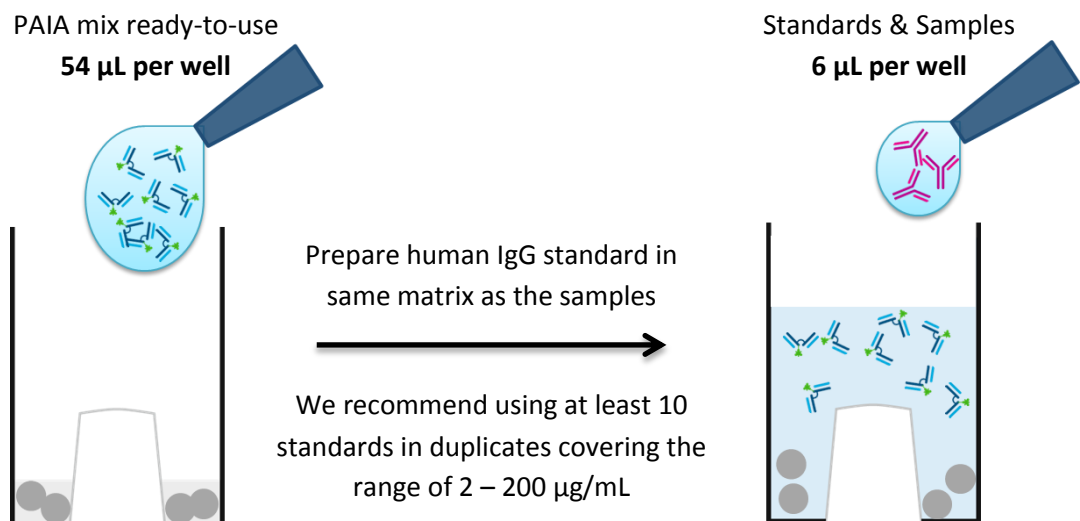 PAIA mix ready-to-use
54 µL per well
Standards & Samples
6 µL per well
Prepare human IgG standard in
same matrix as the samples
We recommend using at least 10
standards in duplicates covering the
range of 2 – 200 µg/mL